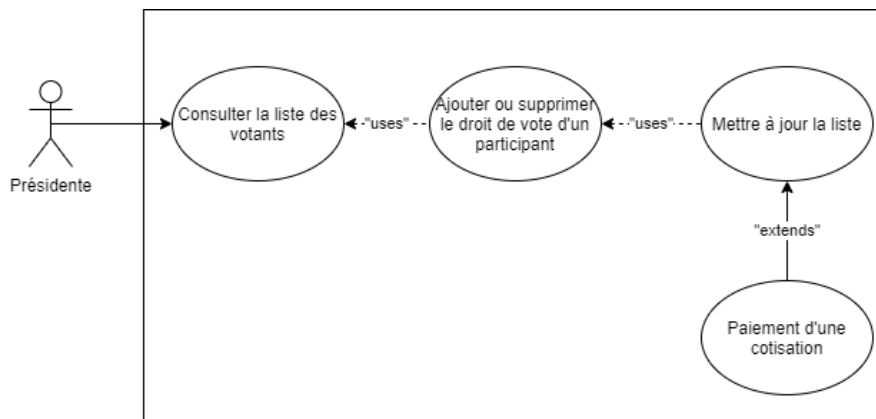 Présidente
Consulter la liste des
votants
"uses"
Ajouter ou supprimer
le droit de vote d'un
participant
"uses"
Mettre à jour la liste
"extends"
Paiement d'une
cotisation